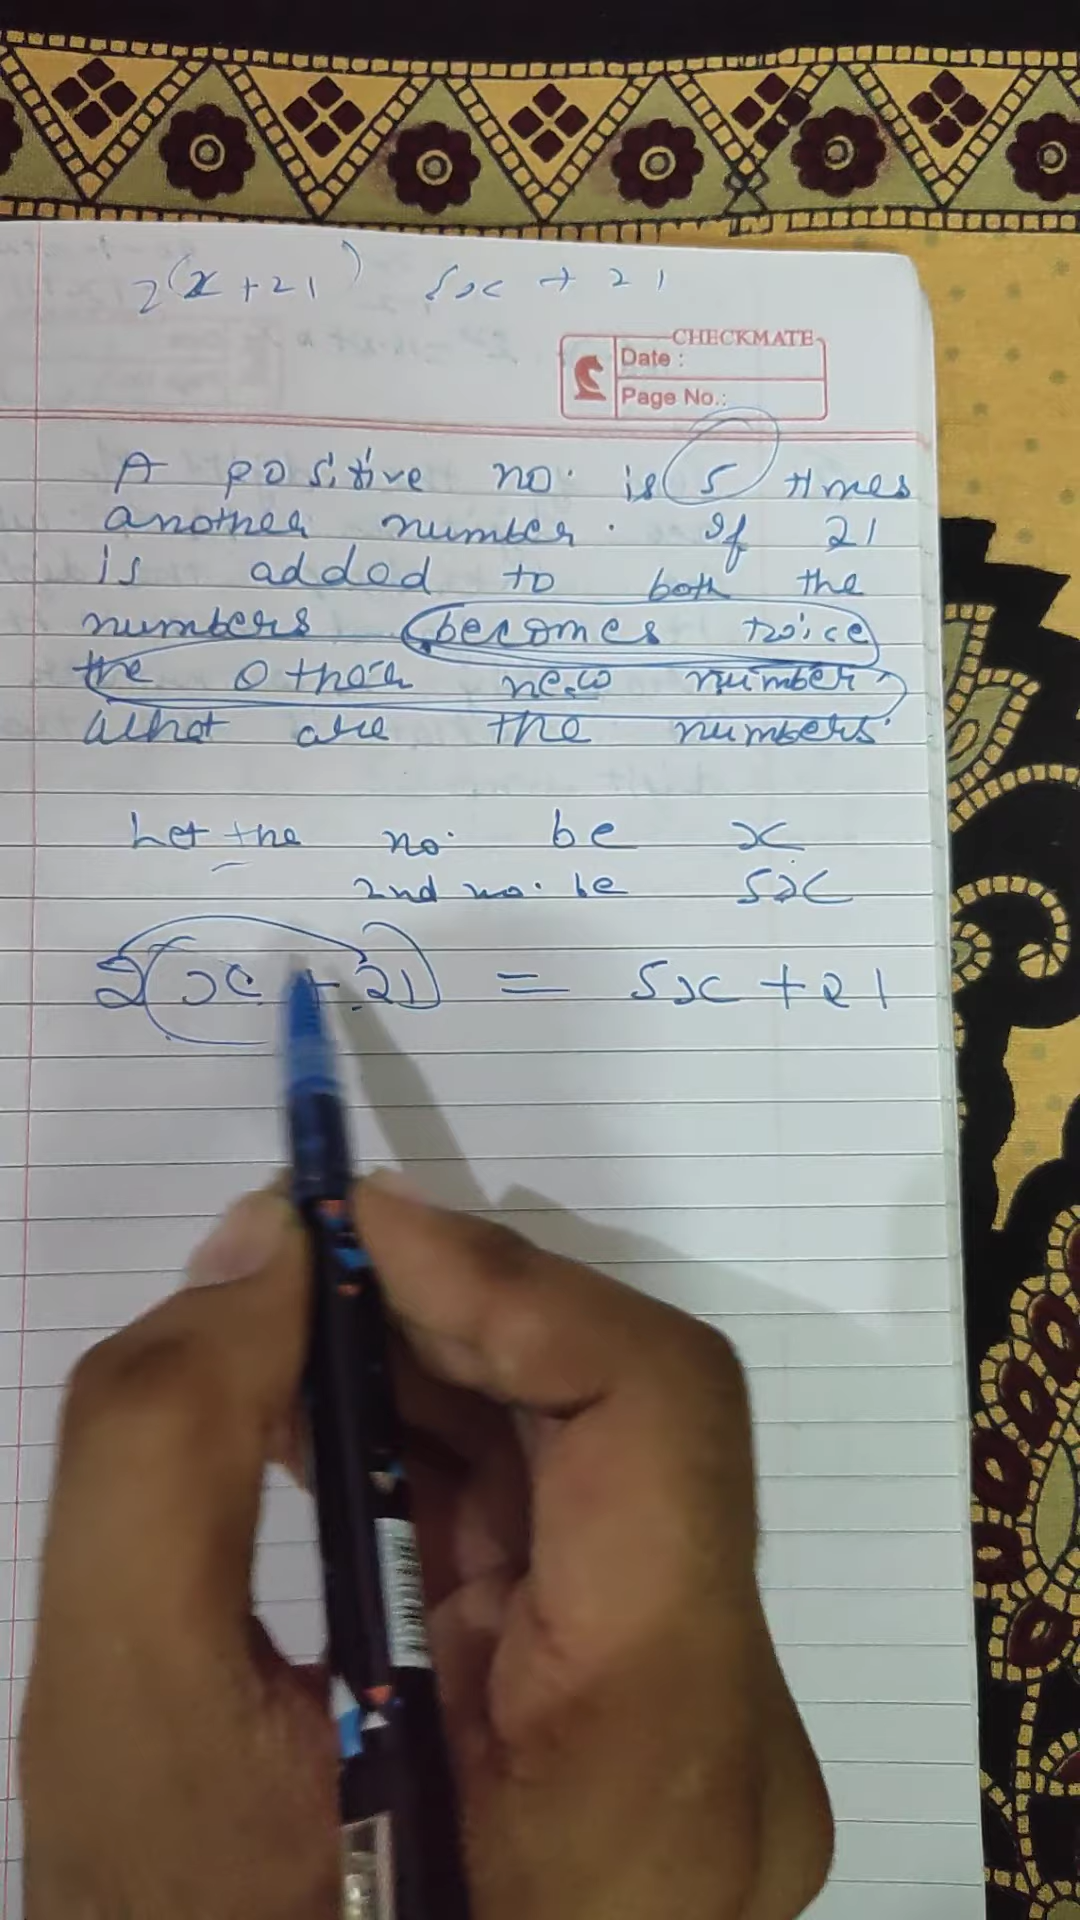 2(x+21) 5x + 21
CHECKMATE
Date :
Page No.:
A positive no. is 5 times
another number. If 21
is added to both the
numbers becomes twice
the other new number,
what are the numbers.
Let the no. be x
2nd no. be 5x
2(x + 21) = 5x + 21